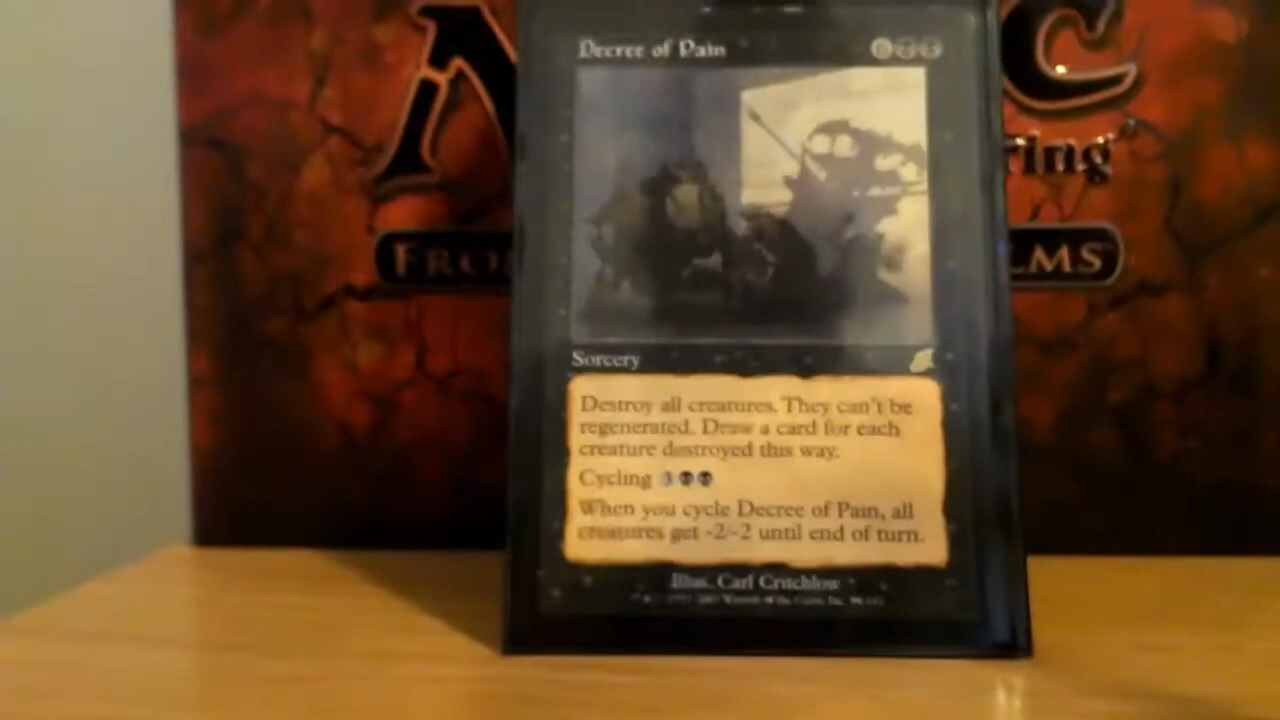 Decree of Pain
ring
FRO
LMS
Sorcery
Destroy all creatures. They can't be
regenerated. Draw a card for each
creature destroyed this way.
Cycling 3
When you cycle Decree of Pain, all
creatures get -2/-2 until end of turn.
Illus. Carl Critchlow